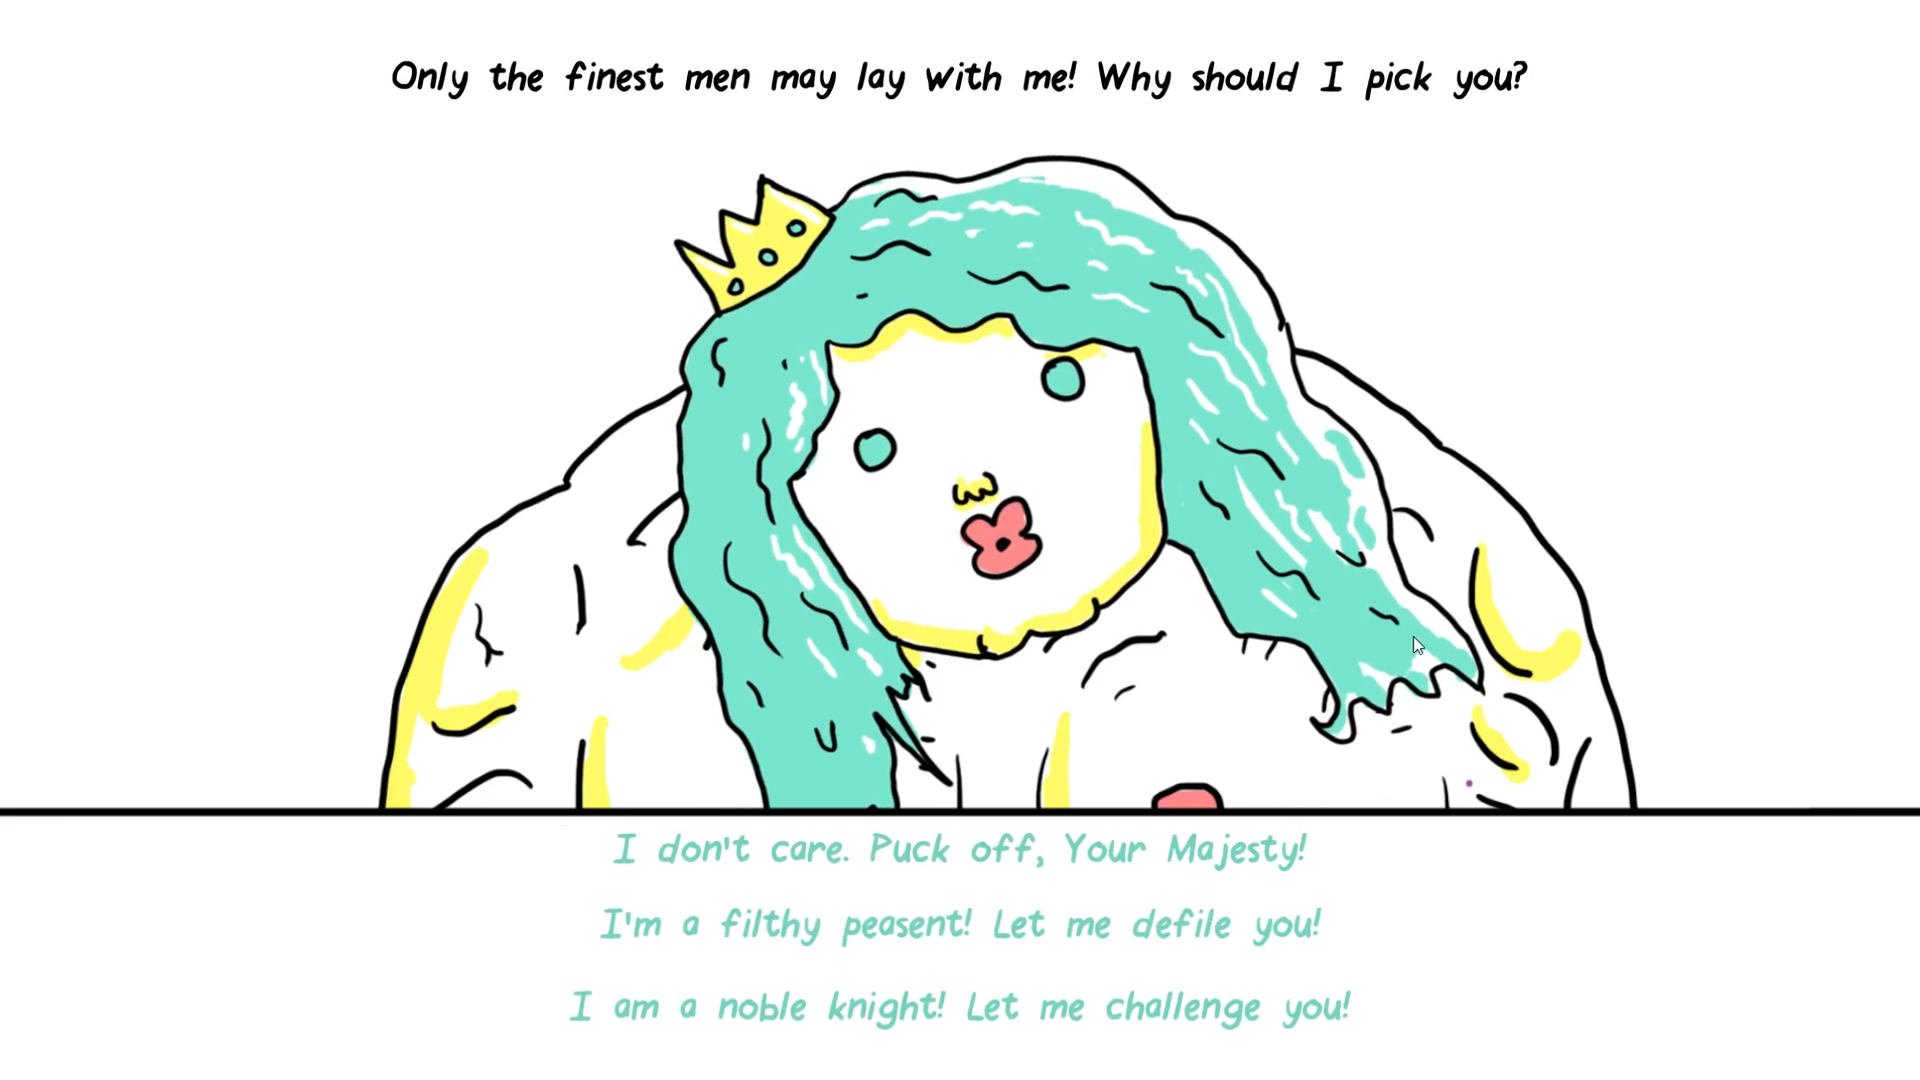 Only the finest men may lay with me! Why should I pick you?
I don't care. Puck off, Your Majesty!
I'm a filthy peasent! Let me defile you!
I am a noble knight! Let me challenge you!